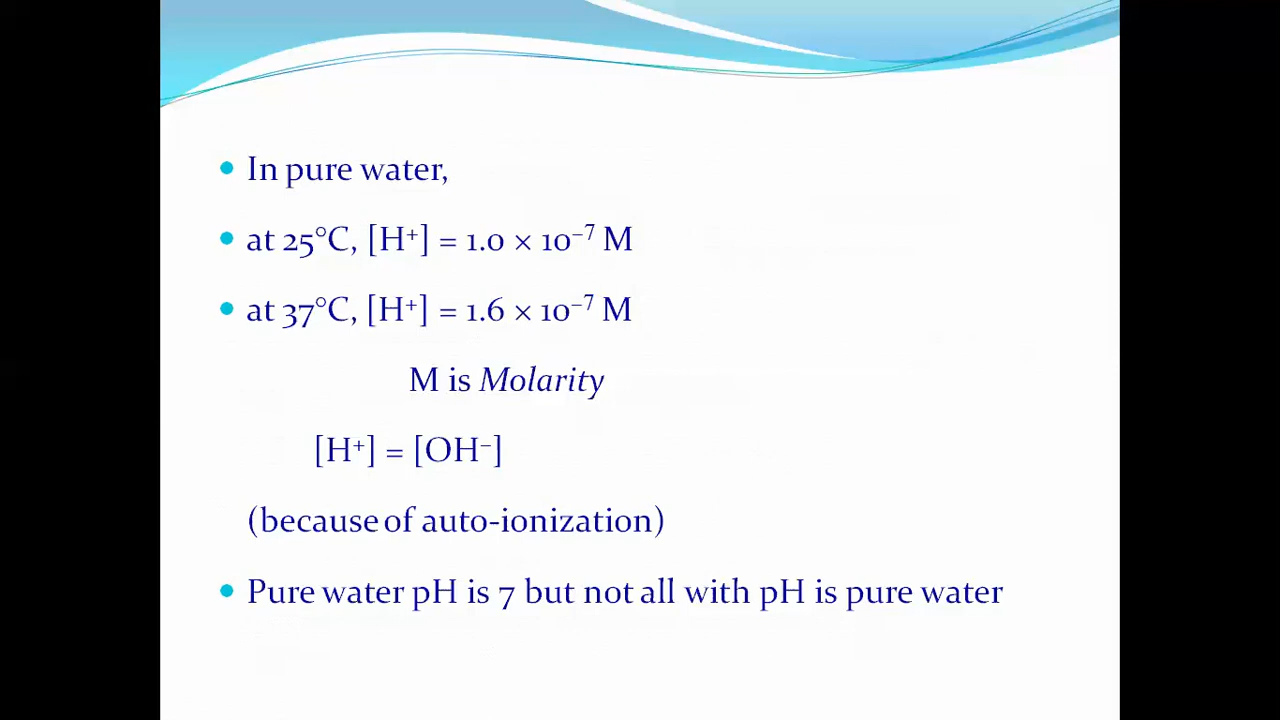 In pure water,
at 25°C, [H⁺] = 1.0 × 10⁻⁷ M
at 37°C, [H⁺] = 1.6 × 10⁻⁷ M
M is Molarity
[H⁺] = [OH⁻]
(because of auto-ionization)
Pure water pH is 7 but not all with pH is pure water